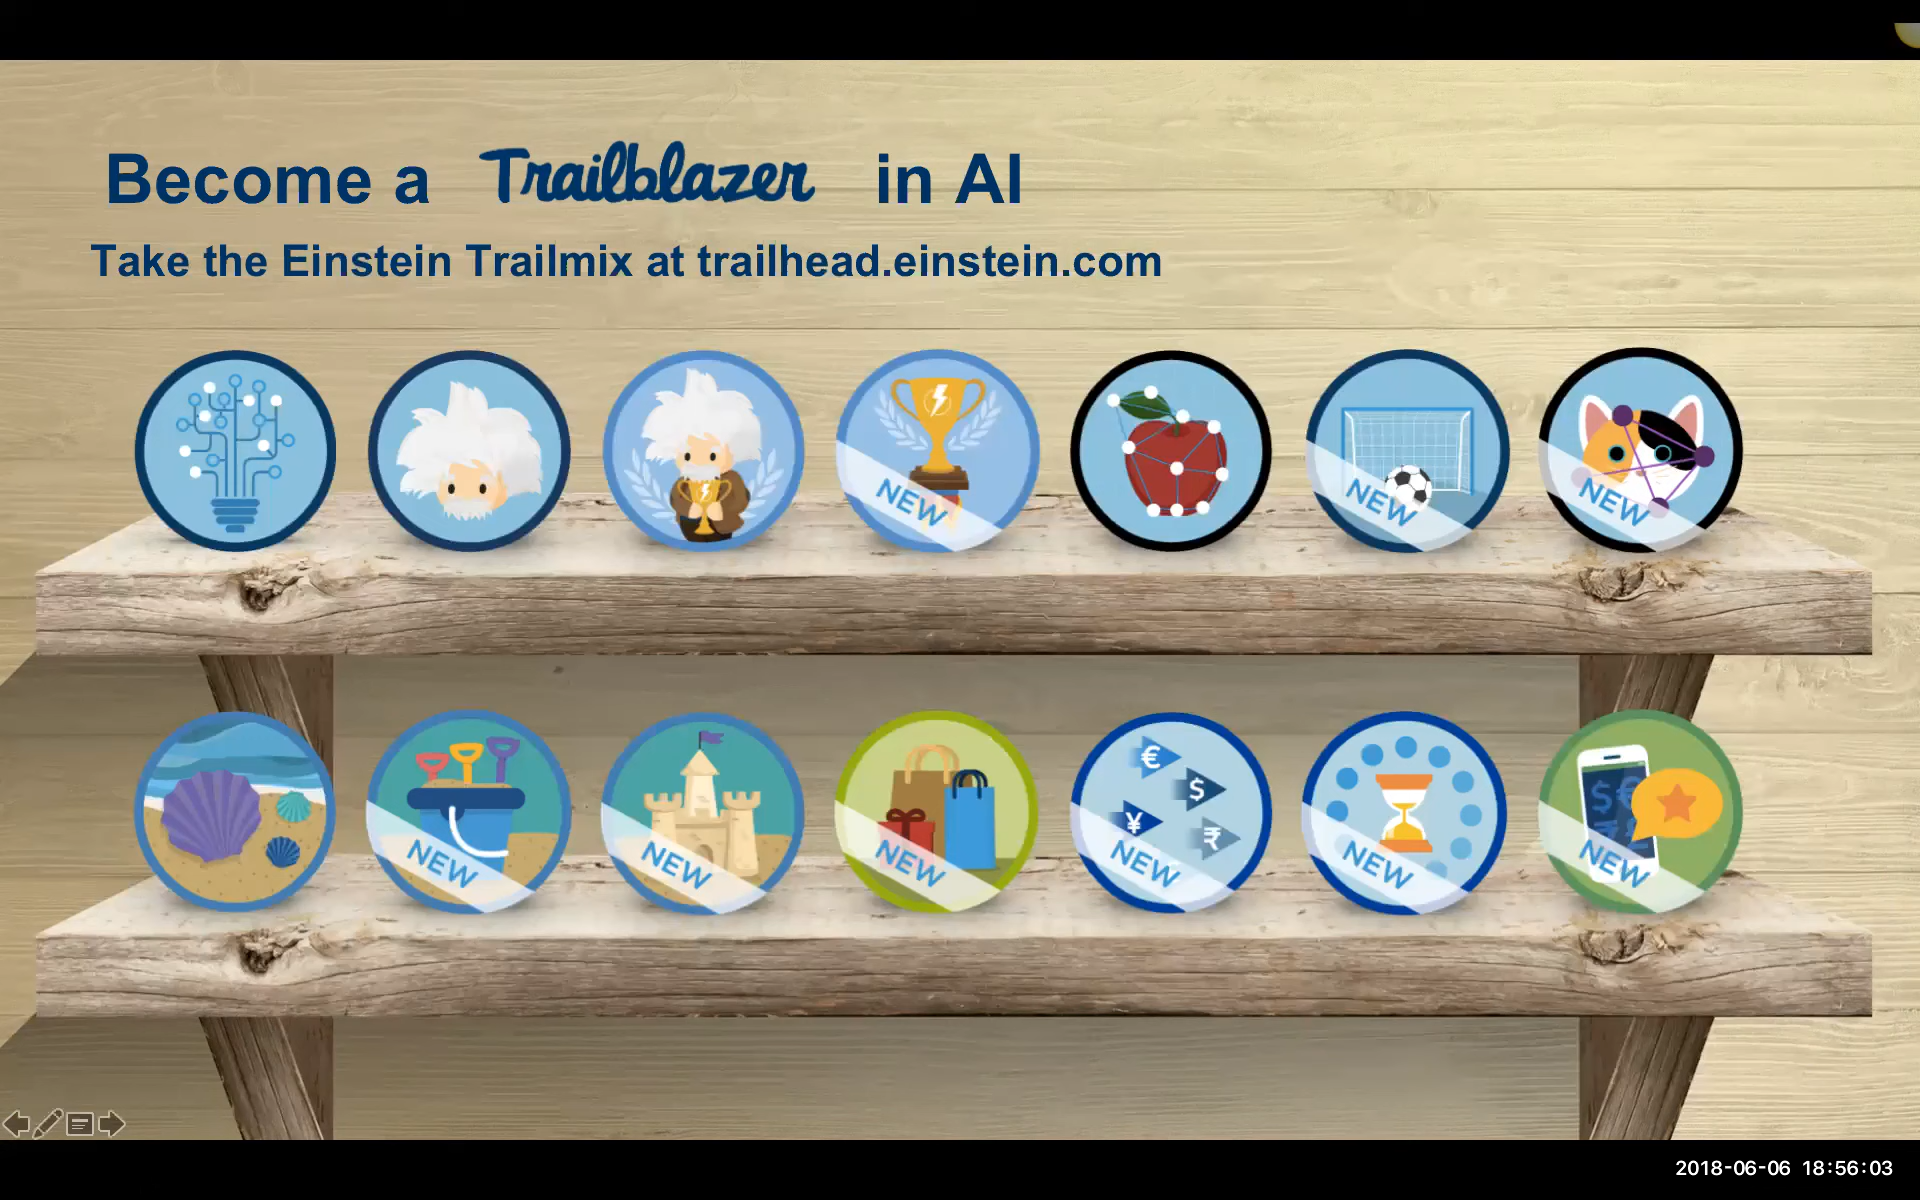 Become a Trailblazer in AI
Take the Einstein Trailmix at trailhead.einstein.com
NEW
NEW
NEW
€
$
¥
₹
NEW
NEW
NEW
NEW
NEW
$€
NEW
2018-06-06 18:56:03